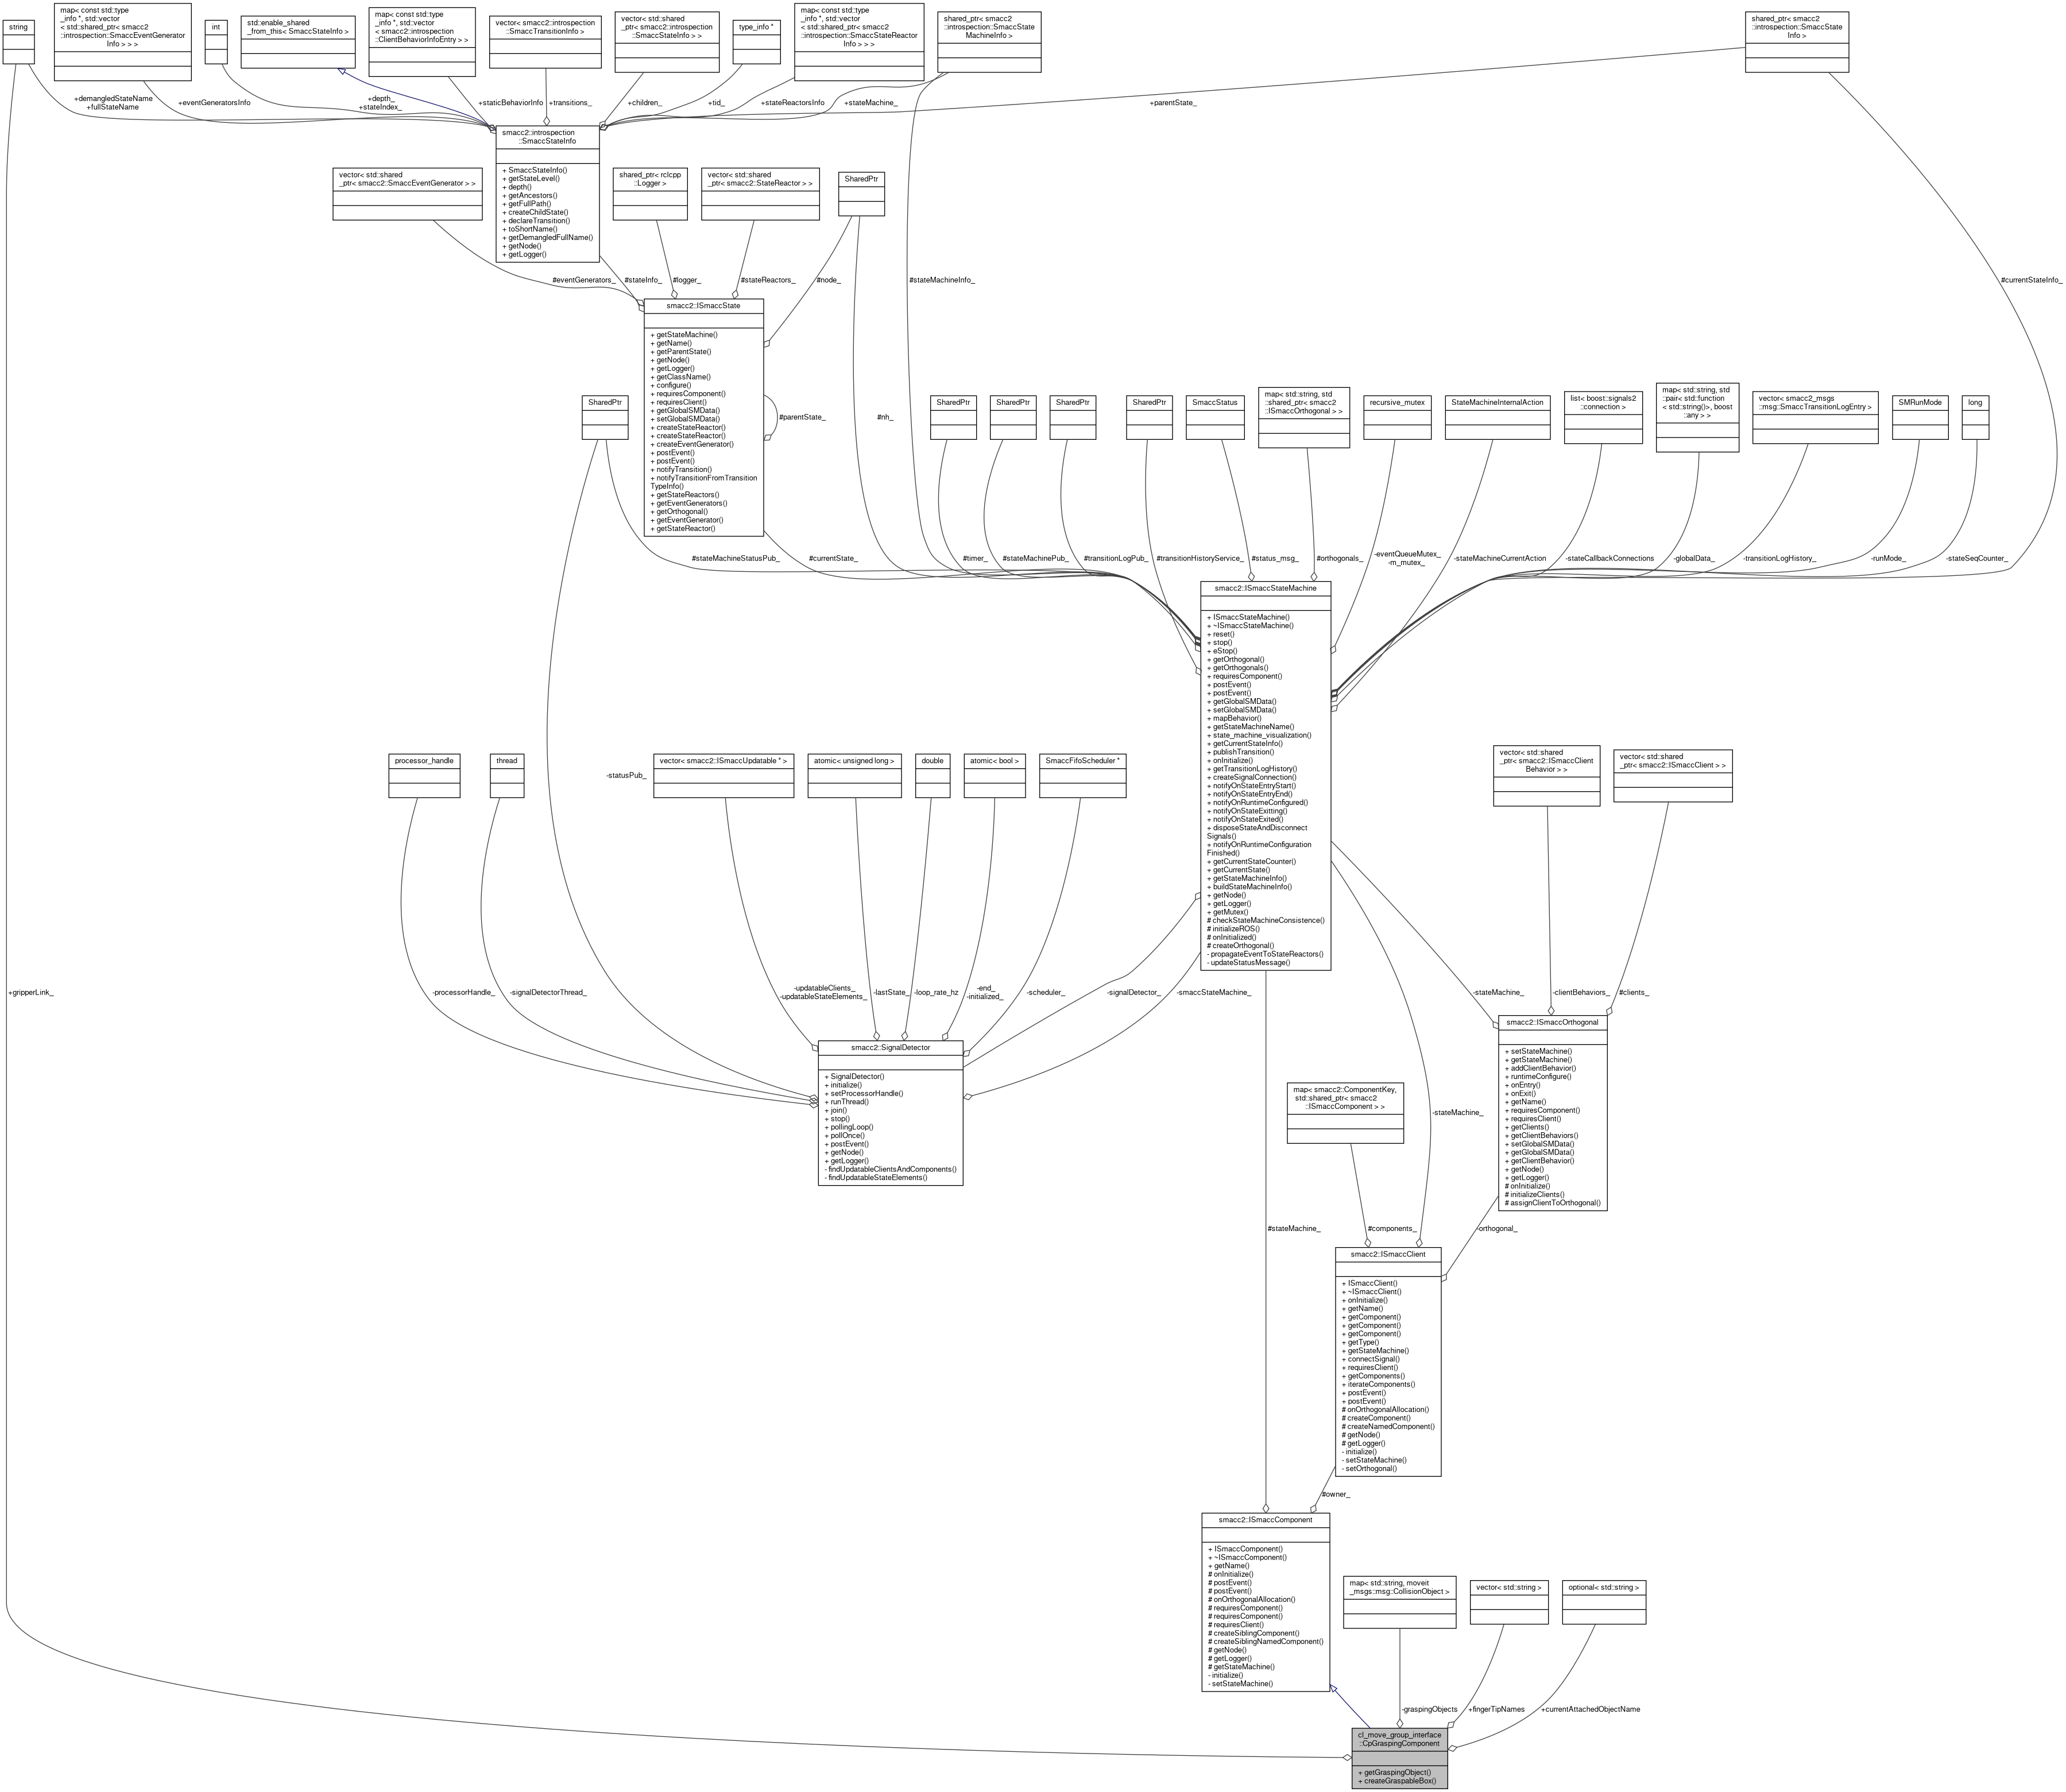 string
map< const std::type
_info *, std::vector
< std::shared_ptr< smacc2
::introspection::SmaccEventGenerator
Info > > >
int
std::enable_shared
_from_this< SmaccStateInfo >
map< const std::type
_info *, std::vector
< smacc2::introspection
::ClientBehaviorInfoEntry > >
vector< smacc2::introspection
::SmaccTransitionInfo >
vector< std::shared
_ptr< smacc2::introspection
::SmaccStateInfo > >
type_info *
map< const std::type
_info *, std::vector
< std::shared_ptr< smacc2
::introspection::SmaccStateReactor
Info > > >
shared_ptr< smacc2
::introspection::SmaccState
MachineInfo >
shared_ptr< smacc2
::introspection::SmaccState
Info >
+demangledStateName
+fullStateName
+eventGeneratorsInfo
+depth_
+stateIndex_
+staticBehaviorInfo
+transitions_
+children_
+tid_
+stateReactorsInfo
+stateMachine_
+parentState_
smacc2::introspection
::SmaccStateInfo
+ SmaccStateInfo()
+ getStateLevel()
+ depth()
+ getAncestors()
+ getFullPath()
+ createChildState()
+ declareTransition()
+ toShortName()
+ getDemangledFullName()
+ getNode()
+ getLogger()
vector< std::shared
_ptr< smacc2::SmaccEventGenerator > >
shared_ptr< rclcpp
::Logger >
vector< std::shared
_ptr< smacc2::StateReactor > >
SharedPtr
#eventGenerators_
#stateInfo_
#logger_
#stateReactors_
#node_
#stateMachineInfo_
#currentStateInfo_
smacc2::ISmaccState
+ getStateMachine()
+ getName()
+ getParentState()
+ getNode()
+ getLogger()
+ getClassName()
+ configure()
+ requiresComponent()
+ requiresClient()
+ getGlobalSMData()
+ setGlobalSMData()
+ createStateReactor()
+ createStateReactor()
+ createEventGenerator()
+ postEvent()
+ postEvent()
+ notifyTransition()
+ notifyTransitionFromTransition
TypeInfo()
+ getStateReactors()
+ getEventGenerators()
+ getOrthogonal()
+ getEventGenerator()
+ getStateReactor()
#parentState_
#nh_
SharedPtr
SharedPtr
SharedPtr
SharedPtr
SharedPtr
SmaccStatus
map< std::string, std
::shared_ptr< smacc2
::ISmaccOrthogonal > >
recursive_mutex
StateMachineInternalAction
list< boost::signals2
::connection >
map< std::string, std
::pair< std::function
< std::string()>, boost
::any > >
vector< smacc2_msgs
::msg::SmaccTransitionLogEntry >
SMRunMode
long
#stateMachineStatusPub_
#currentState_
#timer_
#stateMachinePub_
#transitionLogPub_
#transitionHistoryService_
#status_msg_
#orthogonals_
-eventQueueMutex_
-m_mutex_
-stateMachineCurrentAction
-stateCallbackConnections
-globalData_
-transitionLogHistory_
-runMode_
-stateSeqCounter_
smacc2::ISmaccStateMachine
+ ISmaccStateMachine()
+ ~ISmaccStateMachine()
+ reset()
+ stop()
+ eStop()
+ getOrthogonal()
+ getOrthogonals()
+ requiresComponent()
+ postEvent()
+ postEvent()
+ getGlobalSMData()
+ setGlobalSMData()
+ mapBehavior()
+ getStateMachineName()
+ state_machine_visualization()
+ getCurrentStateInfo()
+ publishTransition()
+ onInitialize()
+ getTransitionLogHistory()
+ createSignalConnection()
+ notifyOnStateEntryStart()
+ notifyOnStateEntryEnd()
+ notifyOnRuntimeConfigured()
+ notifyOnStateExitting()
+ notifyOnStateExited()
+ disposeStateAndDisconnect
Signals()
+ notifyOnRuntimeConfiguration
Finished()
+ getCurrentStateCounter()
+ getCurrentState()
+ getStateMachineInfo()
+ buildStateMachineInfo()
+ getNode()
+ getLogger()
+ getMutex()
# checkStateMachineConsistence()
# initializeROS()
# onInitialized()
# createOrthogonal()
- propagateEventToStateReactors()
- updateStatusMessage()
processor_handle
thread
-statusPub_
vector< smacc2::ISmaccUpdatable * >
atomic< unsigned long >
double
atomic< bool >
SmaccFifoScheduler *
vector< std::shared
_ptr< smacc2::ISmaccClient
Behavior > >
vector< std::shared
_ptr< smacc2::ISmaccClient > >
+gripperLink_
-processorHandle_
-signalDetectorThread_
-updatableClients_
-updatableStateElements_
-lastState_
-loop_rate_hz
-end_
-initialized_
-scheduler_
-signalDetector_
-smaccStateMachine_
-stateMachine_
-clientBehaviors_
#clients_
smacc2::SignalDetector
+ SignalDetector()
+ initialize()
+ setProcessorHandle()
+ runThread()
+ join()
+ stop()
+ pollingLoop()
+ pollOnce()
+ postEvent()
+ getNode()
+ getLogger()
- findUpdatableClientsAndComponents()
- findUpdatableStateElements()
smacc2::ISmaccOrthogonal
+ setStateMachine()
+ getStateMachine()
+ addClientBehavior()
+ runtimeConfigure()
+ onEntry()
+ onExit()
+ getName()
+ requiresComponent()
+ requiresClient()
+ getClients()
+ getClientBehaviors()
+ setGlobalSMData()
+ getGlobalSMData()
+ getClientBehavior()
+ getNode()
+ getLogger()
# onInitialize()
# initializeClients()
# assignClientToOrthogonal()
map< smacc2::ComponentKey,
std::shared_ptr< smacc2
::ISmaccComponent > >
-stateMachine_
#stateMachine_
#components_
-orthogonal_
smacc2::ISmaccClient
+ ISmaccClient()
+ ~ISmaccClient()
+ onInitialize()
+ getName()
+ getComponent()
+ getComponent()
+ getComponent()
+ getType()
+ getStateMachine()
+ connectSignal()
+ requiresClient()
+ getComponents()
+ iterateComponents()
+ postEvent()
+ postEvent()
# onOrthogonalAllocation()
# createComponent()
# createNamedComponent()
# getNode()
# getLogger()
- initialize()
- setStateMachine()
- setOrthogonal()
#owner_
smacc2::ISmaccComponent
+ ISmaccComponent()
+ ~ISmaccComponent()
+ getName()
# onInitialize()
# postEvent()
# postEvent()
# onOrthogonalAllocation()
# requiresComponent()
# requiresComponent()
# requiresClient()
# createSiblingComponent()
# createSiblingNamedComponent()
# getNode()
# getLogger()
# getStateMachine()
- initialize()
- setStateMachine()
map< std::string, moveit
_msgs::msg::CollisionObject >
vector< std::string >
optional< std::string >
-graspingObjects
+fingerTipNames
+currentAttachedObjectName
cl_move_group_interface
::CpGraspingComponent
+ getGraspingObject()
+ createGraspableBox()